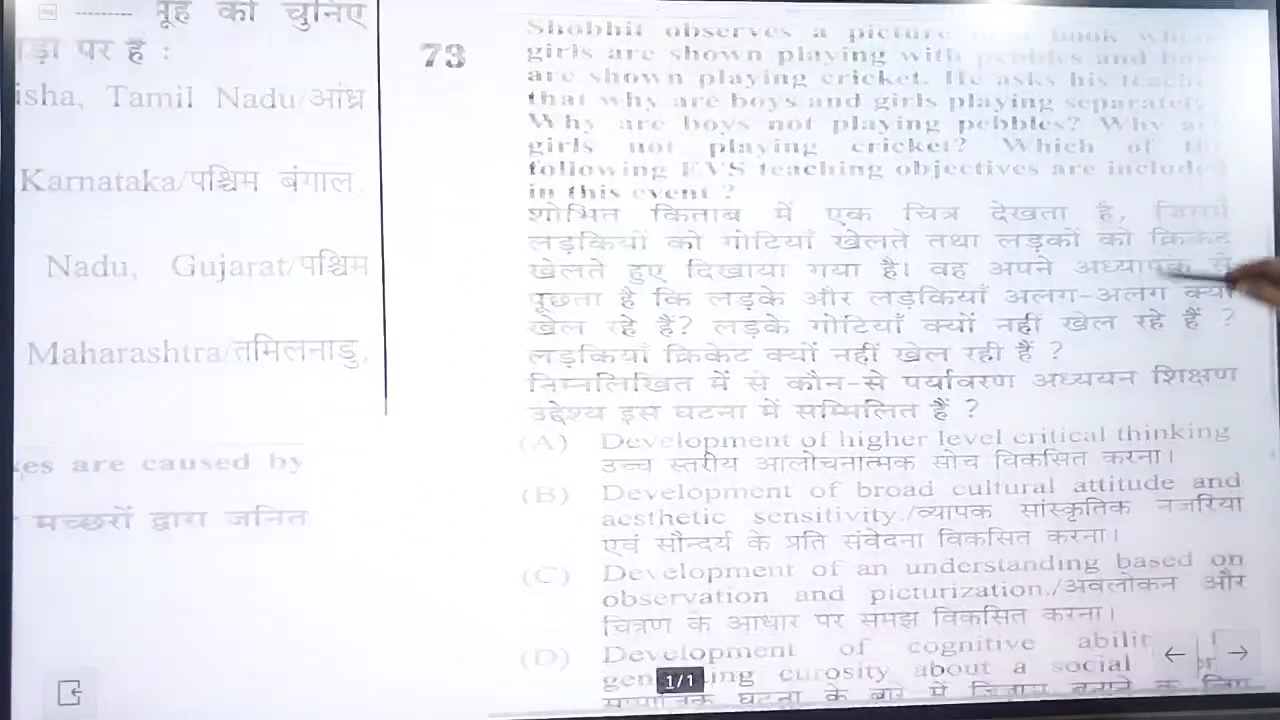 --------- मूह को चुनिए
ड़ा पर है :
isha, Tamil Nadu/आंध्र
Karnataka/पश्चिम बंगाल,
Nadu, Gujarat/पश्चिम
Maharashtra/तमिलनाडु,
es are caused by
मच्छरों द्वारा जनित
73
Shobhit observes a picture book
girls are shown playing with pebbles and
are shown playing cricket. He asks his
that why are boys and girls playing separately
Why are boys not playing pebbles? Why
girls not playing cricket? Which of
following EVS teaching objectives are
in this event ?
शोभित किताब में एक चित्र देखता है,
लड़कियों को गोटियाँ खेलते तथा लड़कों को क्रिकेट
खेलते हुए दिखाया गया है। वह अपने अध्यापक से
पूछता है कि लड़के और लड़कियाँ अलग-अलग क्यों
खेल रहे हैं? लड़के गोटियाँ क्यों नहीं खेल रहे हैं ?
लड़कियाँ क्रिकेट क्यों नहीं खेल रही हैं ?
निम्नलिखित में से कौन-से पर्यावरण अध्ययन शिक्षण
उद्देश्य इस घटना में सम्मिलित हैं ?
(A) Development of higher level critical thinking
उच्च स्तरीय आलोचनात्मक सोच विकसित करना।
(B) Development of broad cultural attitude and
aesthetic sensitivity./व्यापक सांस्कृतिक नजरिया
एवं सौन्दर्य के प्रति संवेदना विकसित करना।
(C) Development of an understanding based on
observation and picturization./अवलोकन और
चित्रण के आधार पर समझ विकसित करना।
(D) Development of cognitive abilit
gen ing curosity about a social
घटना के बारे में
1/1